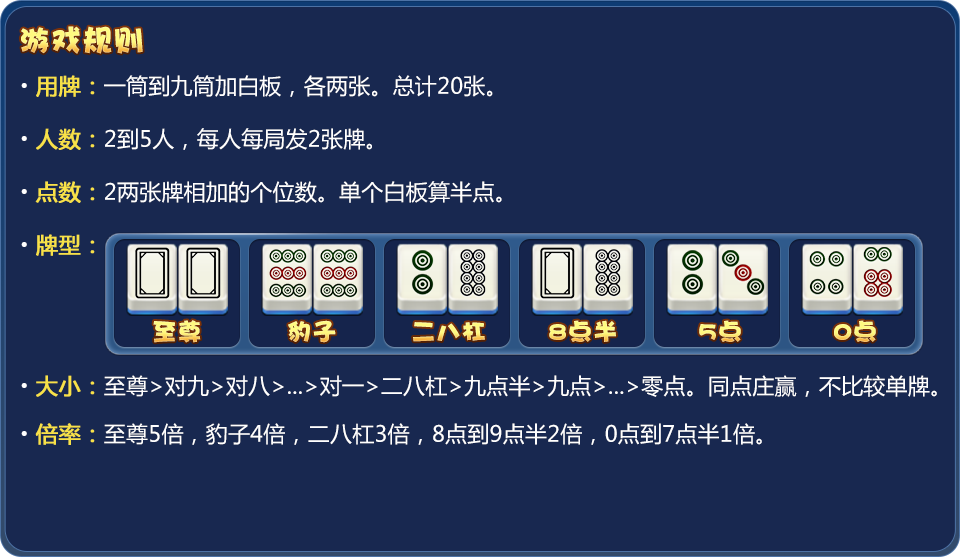 游戏规则
• 用牌：一筒到九筒加白板，各两张。总计20张。
• 人数：2到5人，每人每局发2张牌。
• 点数：2两张牌相加的个位数。单个白板算半点。
• 牌型：
至尊 豹子 二八杠 8点半 5点 0点
• 大小：至尊>对九>对八>...>对一>二八杠>九点半>九点>...>零点。同点庄赢，不比较单牌。
• 倍率：至尊5倍，豹子4倍，二八杠3倍，8点到9点半2倍，0点到7点半1倍。